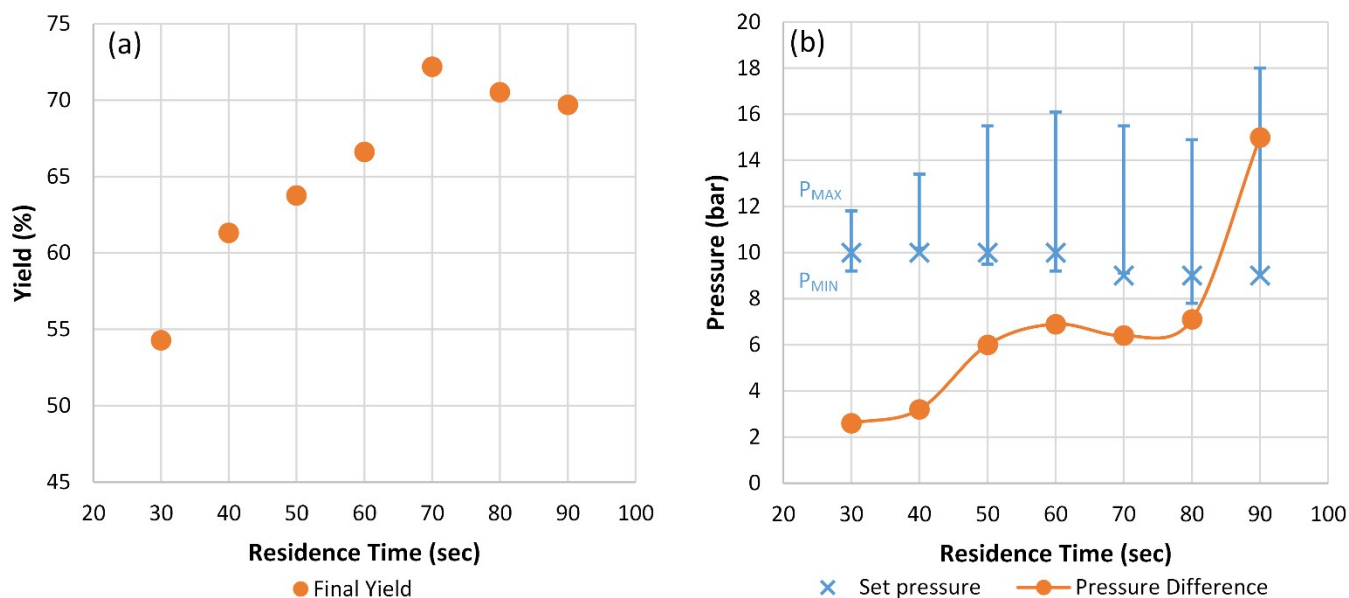 (a)
75
70
65
60
55
50
45
Yield (%)
20 30 40 50 60 70 80 90 100
Residence Time (sec)
Final Yield
(b)
20
18
16
14
12
10
8
6
4
2
0
Pressure (bar)
PMAX
PMIN
20 30 40 50 60 70 80 90 100
Residence Time (sec)
Set pressure Pressure Difference